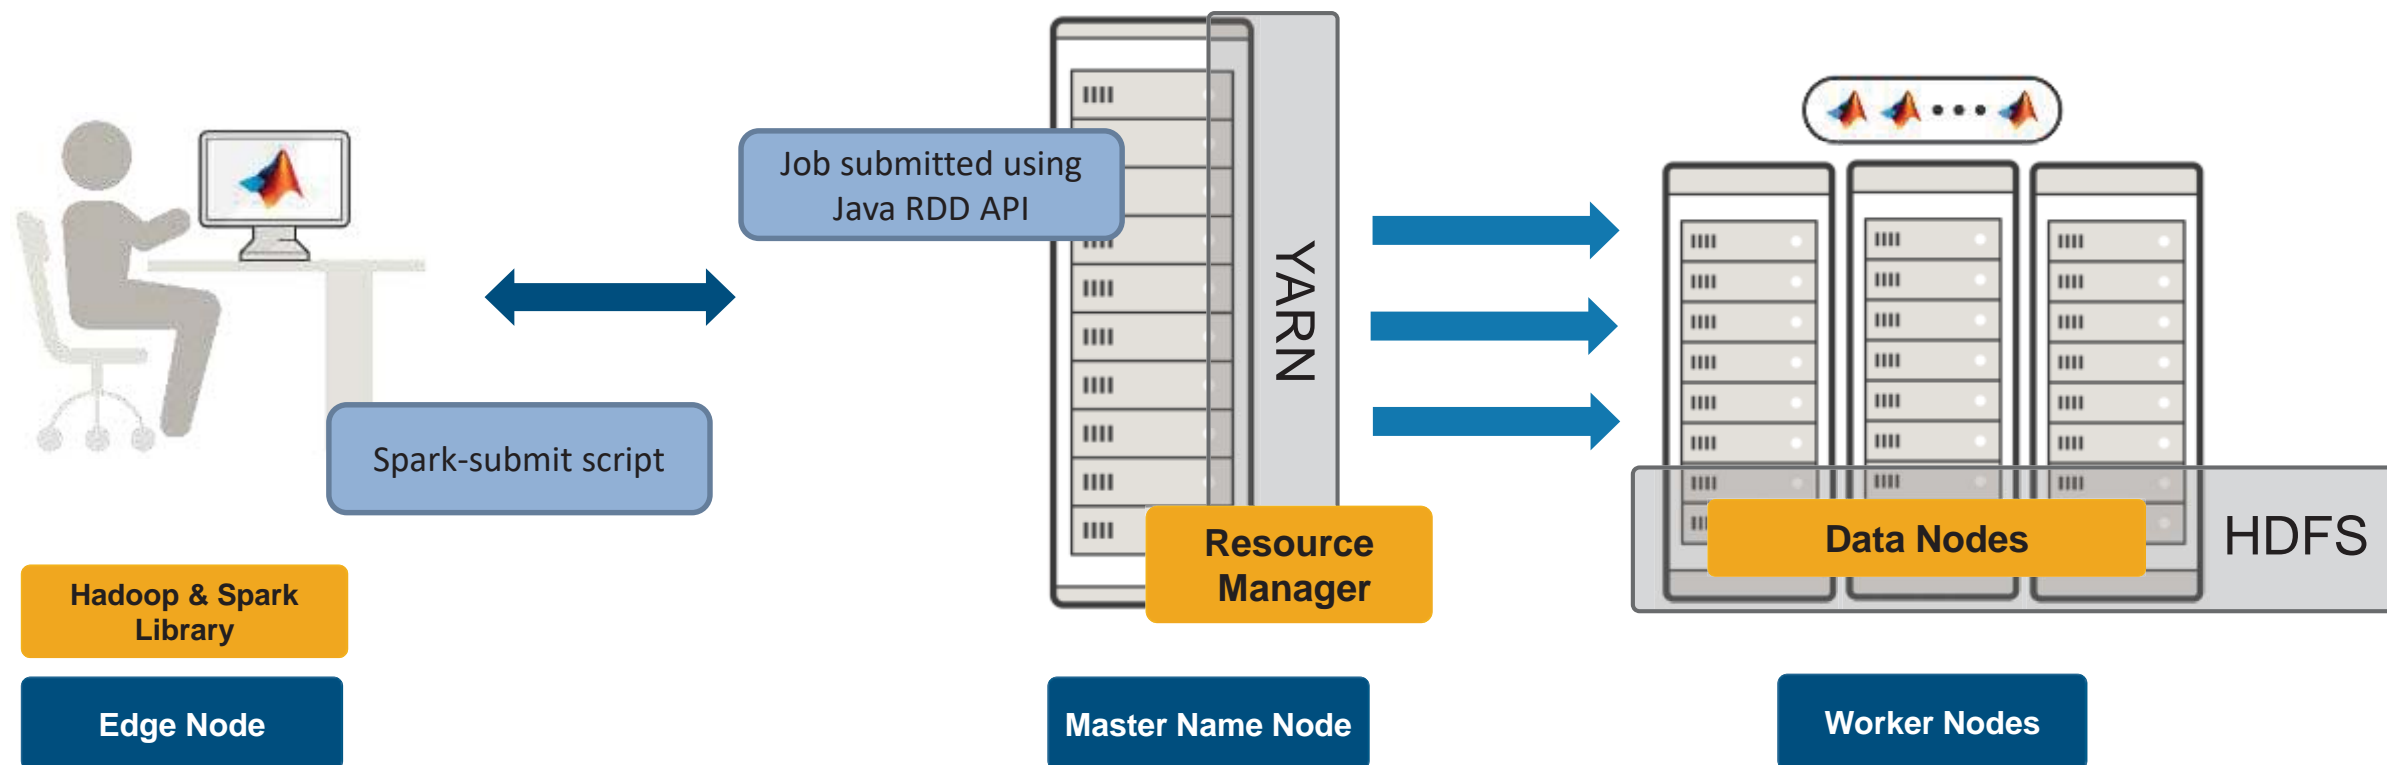 Job submitted using
Java RDD API
YARN
Spark-submit script
Resource
Manager
Data Nodes
HDFS
Hadoop & Spark
Library
Edge Node
Master Name Node
Worker Nodes